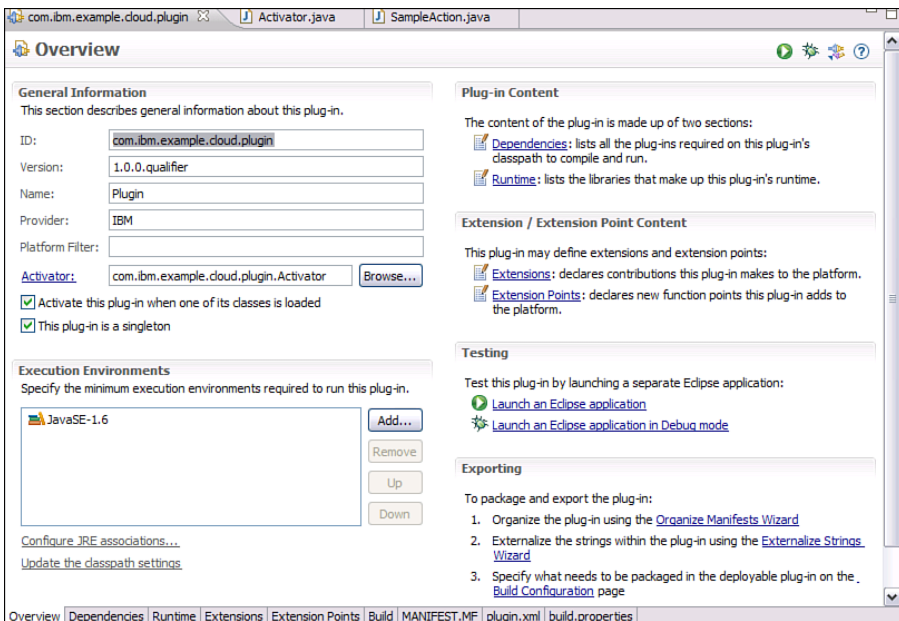 com.ibm.example.cloud.plugin
Activator.java
SampleAction.java
Overview
General Information
This section describes general information about this plug-in.
ID:
com.ibm.example.cloud.plugin
Version:
1.0.0.qualifier
Name:
Plugin
Provider:
IBM
Platform Filter:
Activator:
com.ibm.example.cloud.plugin.Activator
Browse...
Activate this plug-in when one of its classes is loaded
This plug-in is a singleton
Execution Environments
Specify the minimum execution environments required to run this plug-in.
JavaSE-1.6
Add...
Remove
Up
Down
Configure JRE associations...
Update the classpath settings
Plug-in Content
The content of the plug-in is made up of two sections:
Dependencies: lists all the plug-ins required on this plug-in's
classpath to compile and run.
Runtime: lists the libraries that make up this plug-in's runtime.
Extension / Extension Point Content
This plug-in may define extensions and extension points:
Extensions: declares contributions this plug-in makes to the platform.
Extension Points: declares new function points this plug-in adds to
the platform.
Testing
Test this plug-in by launching a separate Eclipse application:
Launch an Eclipse application
Launch an Eclipse application in Debug mode
Exporting
To package and export the plug-in:
1. Organize the plug-in using the Organize Manifests Wizard
2. Externalize the strings within the plug-in using the Externalize Strings
Wizard
3. Specify what needs to be packaged in the deployable plug-in on the
Build Configuration page
Overview Dependencies Runtime Extensions Extension Points Build MANIFEST.MF plugin.xml build.properties